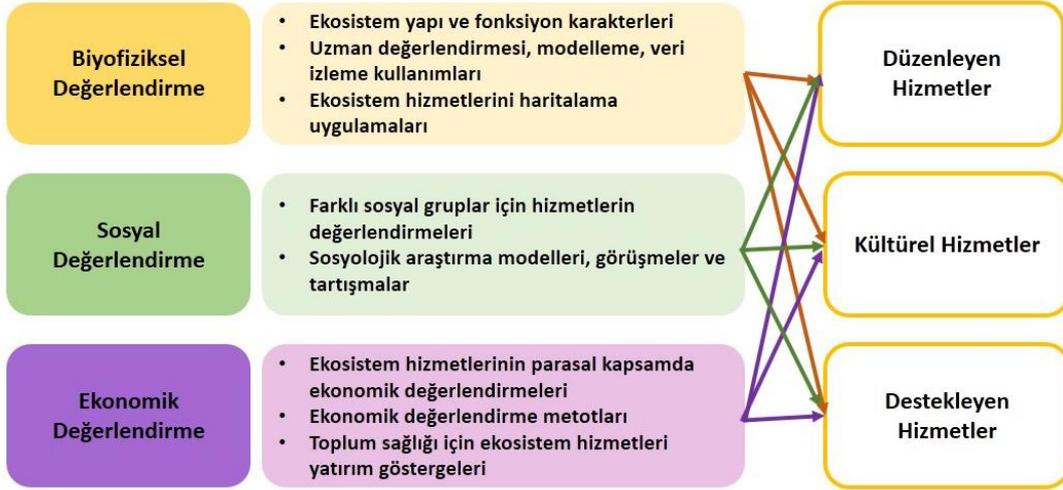 Biyofiziksel
Değerlendirme
• Ekosistem yapı ve fonksiyon karakterleri
• Uzman değerlendirmesi, modelleme, veri
izleme kullanımları
• Ekosistem hizmetlerini haritalama
uygulamaları
Düzenleyen
Hizmetler
Sosyal
Değerlendirme
• Farklı sosyal gruplar için hizmetlerin
değerlendirmeleri
• Sosyolojik araştırma modelleri, görüşmeler ve
tartışmalar
Kültürel Hizmetler
Ekonomik
Değerlendirme
• Ekosistem hizmetlerinin parasal kapsamda
ekonomik değerlendirmeleri
• Ekonomik değerlendirme metotları
• Toplum sağlığı için ekosistem hizmetleri
yatırım göstergeleri
Destekleyen
Hizmetler